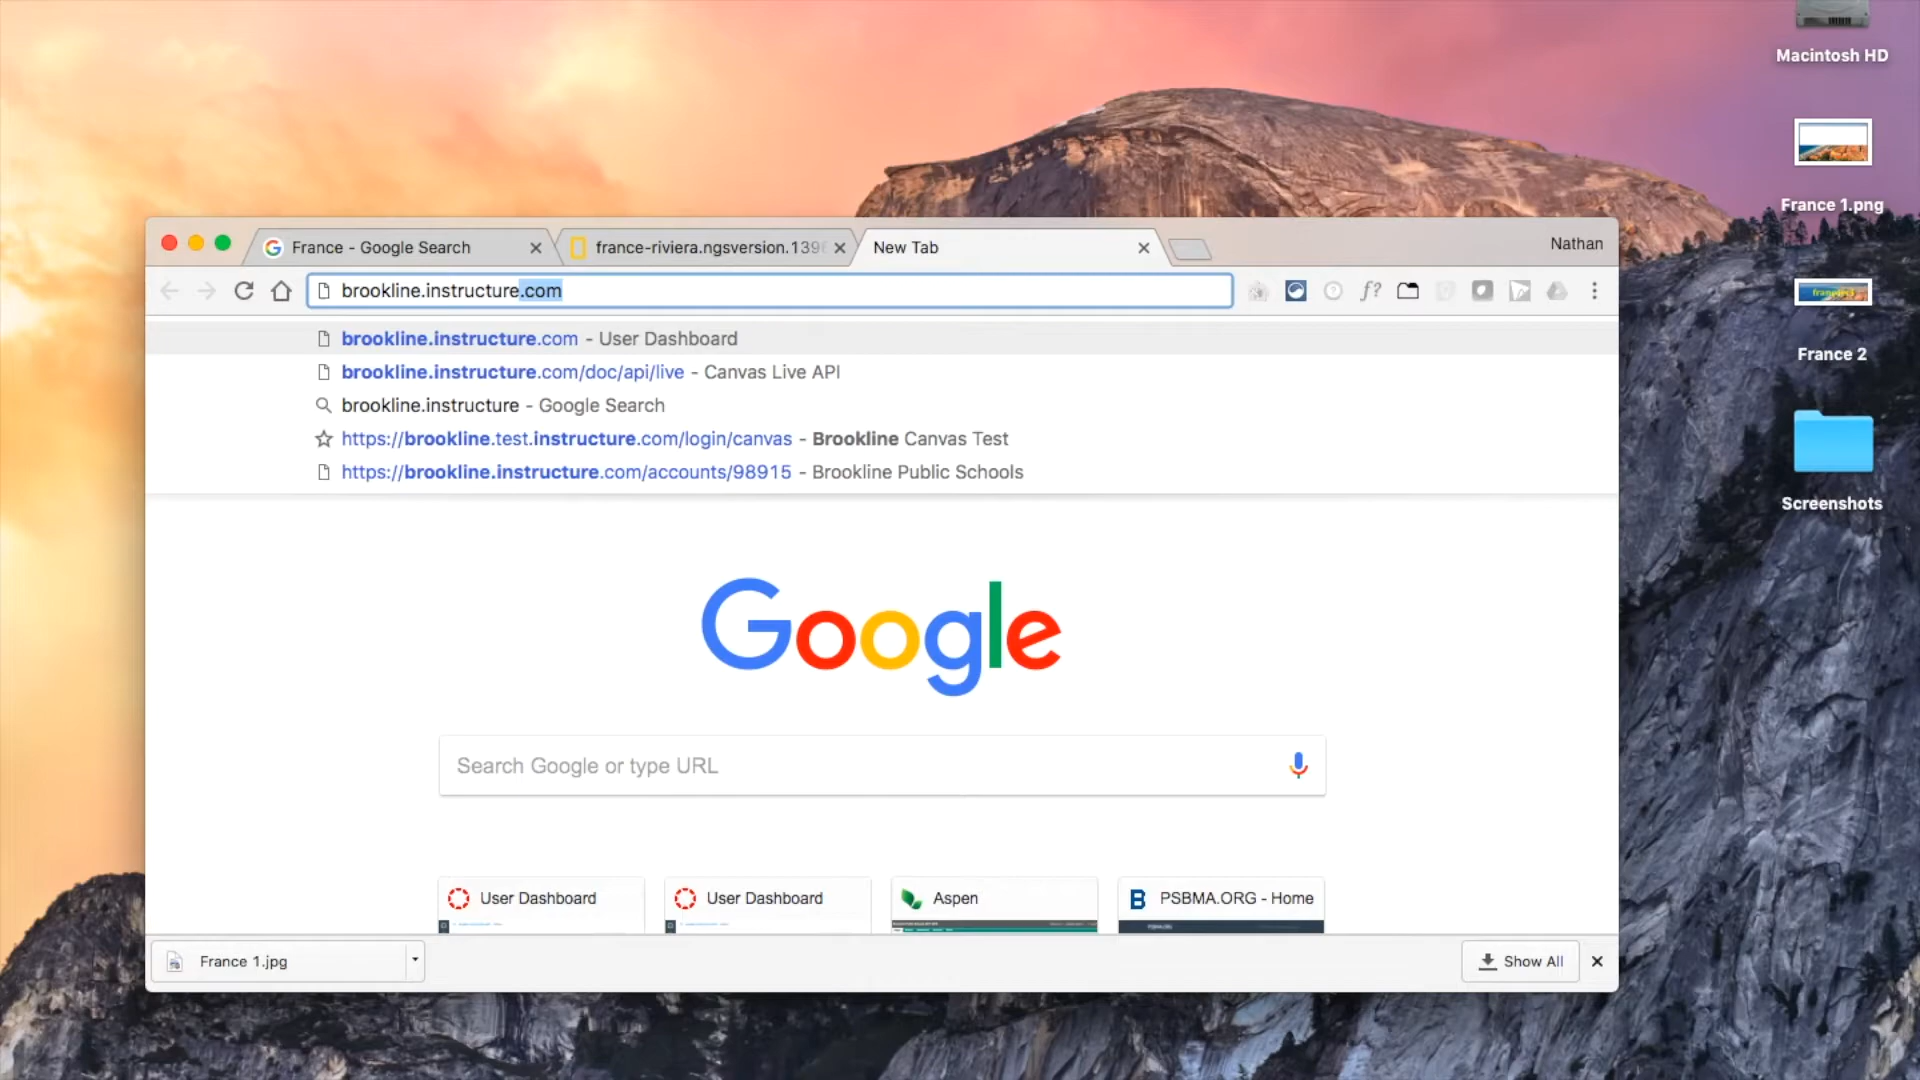 Macintosh HD
France 1.png
France 2
Screenshots
France - Google Search
france-riviera.ngsversion.139
New Tab
Nathan
brookline.instructure.com
f?
brookline.instructure.com - User Dashboard
brookline.instructure.com/doc/api/live - Canvas Live API
brookline.instructure - Google Search
https://brookline.test.instructure.com/login/canvas - Brookline Canvas Test
https://brookline.instructure.com/accounts/98915 - Brookline Public Schools
Google
Search Google or type URL
User Dashboard
User Dashboard
Aspen
B PSBMA.ORG - Home
France 1.jpg
Show All